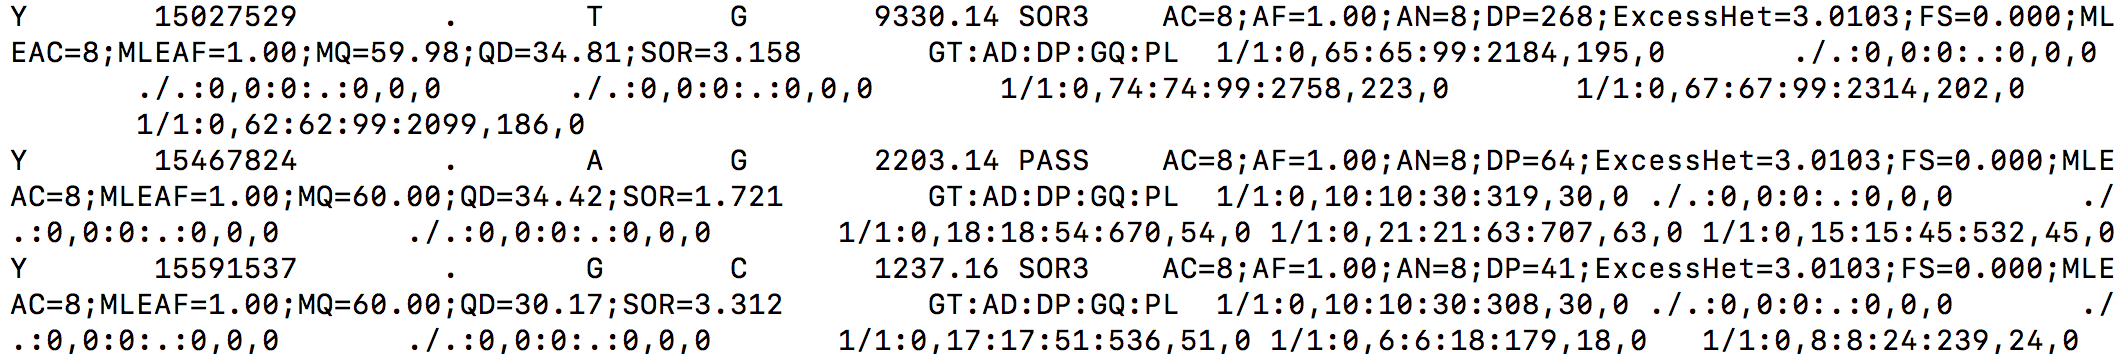 Y 15027529 . T G 9330.14 SOR3 AC=8;AF=1.00;AN=8;DP=268;ExcessHet=3.0103;FS=0.000;ML
EAC=8;MLEAF=1.00;MQ=59.98;QD=34.81;SOR=3.158 GT:AD:DP:GQ:PL 1/1:0,65:65:99:2184,195,0 ./.:0,0:0:.:0,0,0
./.:0,0:0:.:0,0,0 ./.:0,0:0:.:0,0,0 1/1:0,74:74:99:2758,223,0 1/1:0,67:67:99:2314,202,0
1/1:0,62:62:99:2099,186,0
Y 15467824 . A G 2203.14 PASS AC=8;AF=1.00;AN=8;DP=64;ExcessHet=3.0103;FS=0.000;MLE
AC=8;MLEAF=1.00;MQ=60.00;QD=34.42;SOR=1.721 GT:AD:DP:GQ:PL 1/1:0,10:10:30:319,30,0 ./.:0,0:0:.:0,0,0 ./
.:0,0:0:.:0,0,0 ./.:0,0:0:.:0,0,0 1/1:0,18:18:54:670,54,0 1/1:0,21:21:63:707,63,0 1/1:0,15:15:45:532,45,0
Y 15591537 . G C 1237.16 SOR3 AC=8;AF=1.00;AN=8;DP=41;ExcessHet=3.0103;FS=0.000;MLE
AC=8;MLEAF=1.00;MQ=60.00;QD=30.17;SOR=3.312 GT:AD:DP:GQ:PL 1/1:0,10:10:30:308,30,0 ./.:0,0:0:.:0,0,0 ./
.:0,0:0:.:0,0,0 ./.:0,0:0:.:0,0,0 1/1:0,17:17:51:536,51,0 1/1:0,6:6:18:179,18,0 1/1:0,8:8:24:239,24,0